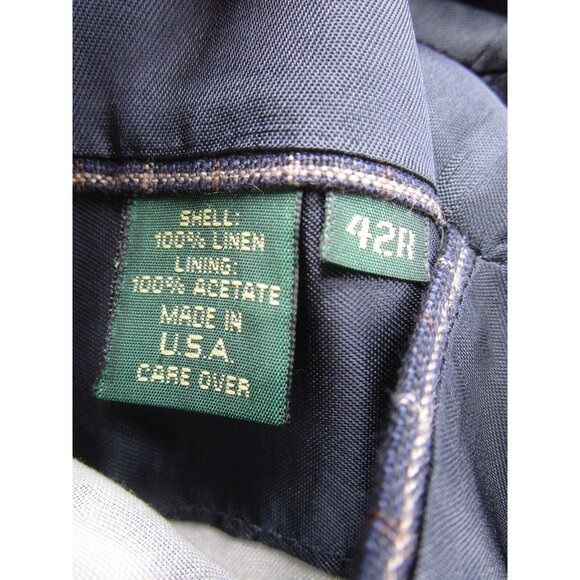 SHELL:
100% LINEN
LINING:
100% ACETATE
MADE IN
U.S.A.
CARE OVER
42R